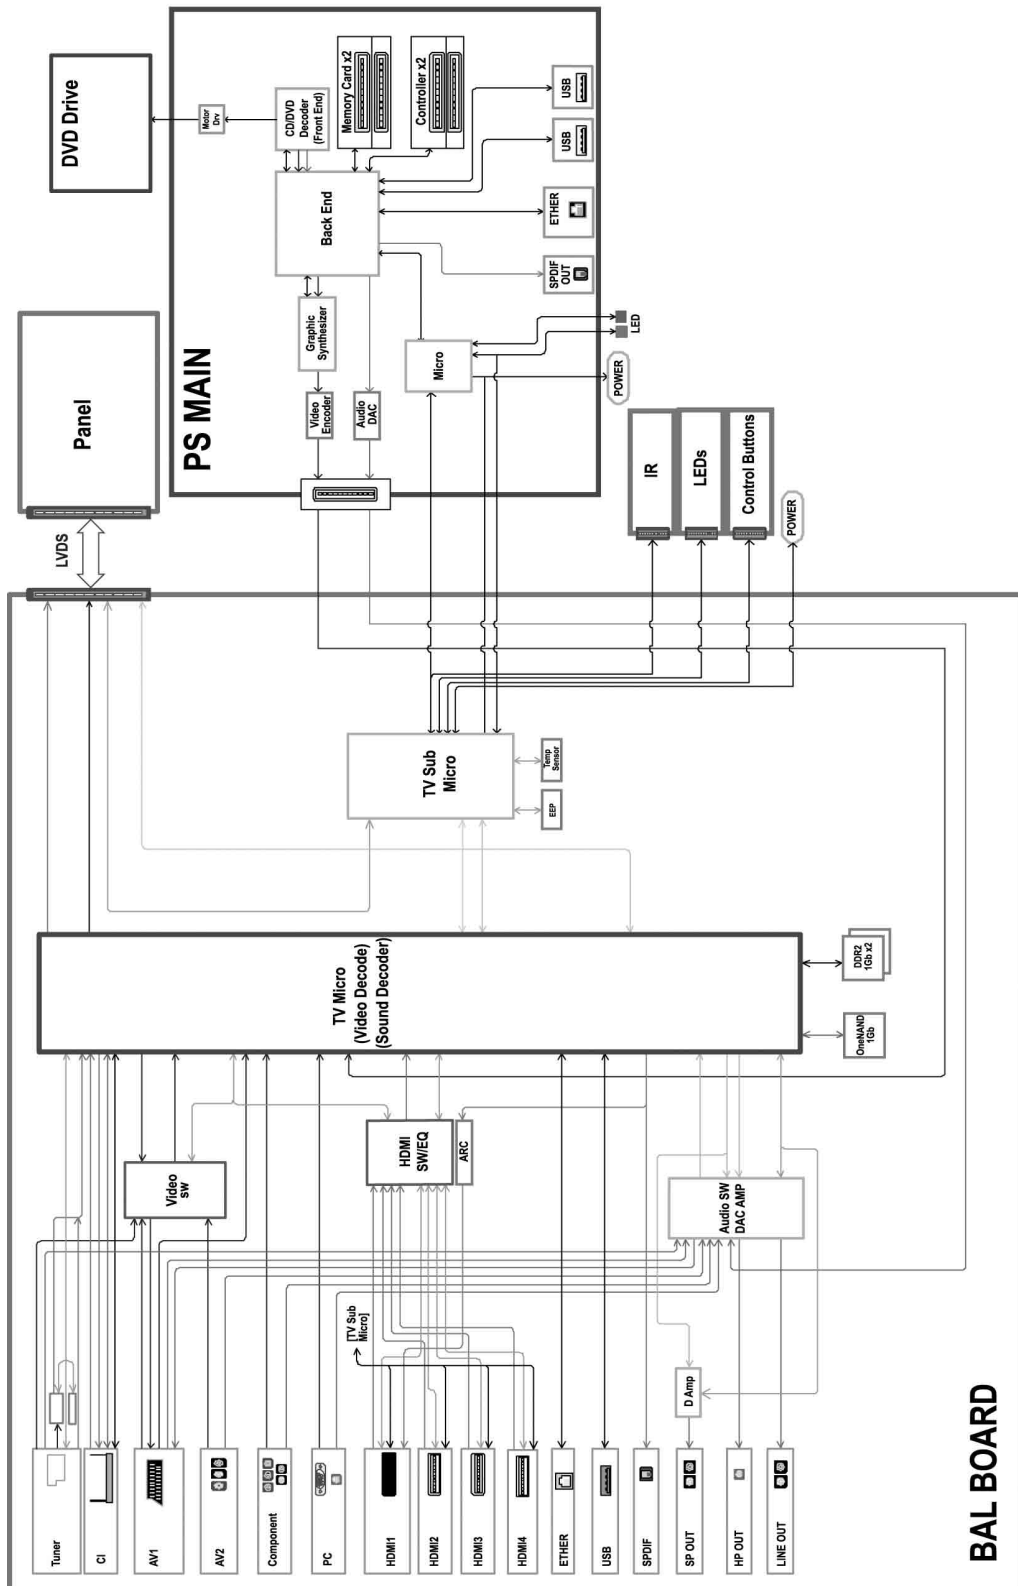 DVD Drive
Motor
Drv
CD/DVD
Decoder
(Front End)
Memory Card x2
Controller x2
USB
USB
Back End
ETHER
SPDIF
OUT
Graphic
Synthesizer
Micro
LED
POWER
Video
Encoder
Audio
DAC
PS MAIN
Panel
LVDS
IR
LEDs
Control Buttons
POWER
TV Sub
Micro
Temp
Sensor
EEP
TV Micro
(Video Decode)
(Sound Decoder)
DDR2
1Gb x2
OneNAND
1Gb
Video
sw
HDMI
SW/EQ
ARC
Audio SW
DAC AMP
[TV Sub
Micro]
D Amp
Tuner
CI
AV1
AV2
Component
PC
HDMI1
HDMI2
HDMI3
HDMI4
ETHER
USB
SPDIF
SP OUT
HP OUT
LINE OUT
BAL BOARD